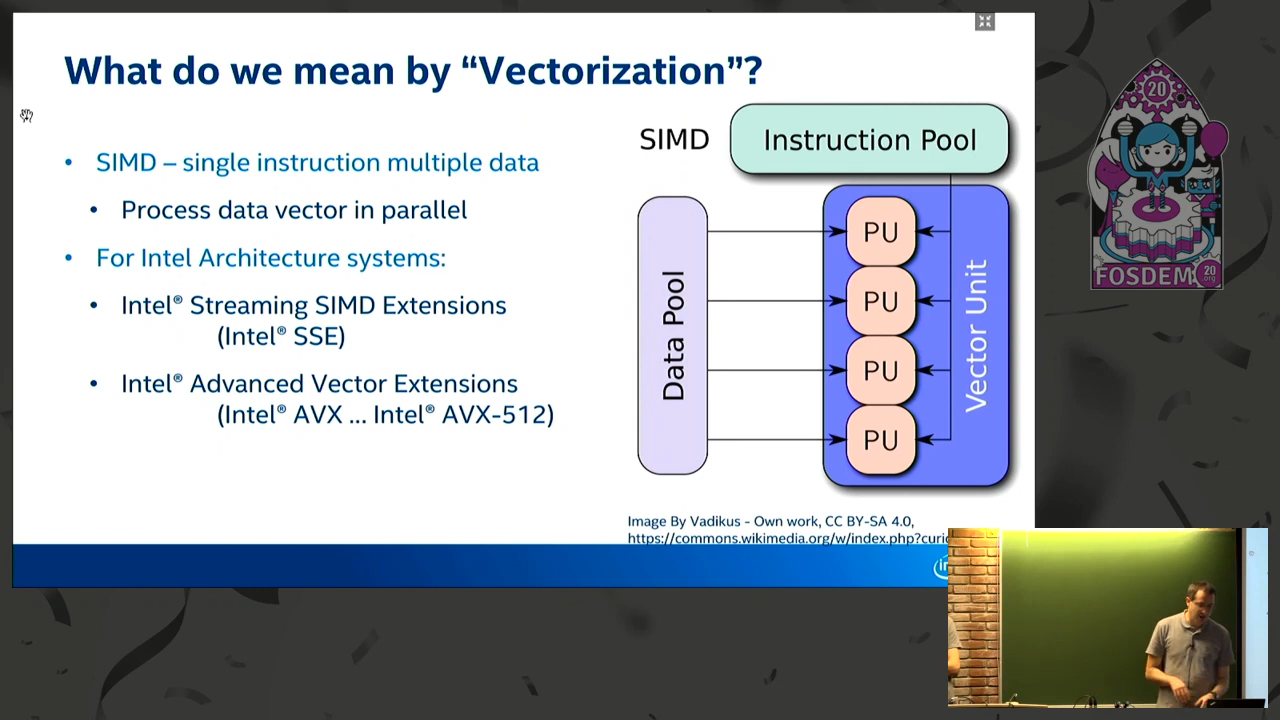 What do we mean by “Vectorization”?
• SIMD – single instruction multiple data
• Process data vector in parallel
• For Intel Architecture systems:
• Intel® Streaming SIMD Extensions
(Intel® SSE)
• Intel® Advanced Vector Extensions
(Intel® AVX ... Intel® AVX-512)
SIMD
Instruction Pool
Data Pool
PU
PU
PU
PU
Vector Unit
Image By Vadikus - Own work, CC BY-SA 4.0,
https://commons.wikimedia.org/w/index.php?curi
20
FOSDEM
20
.org